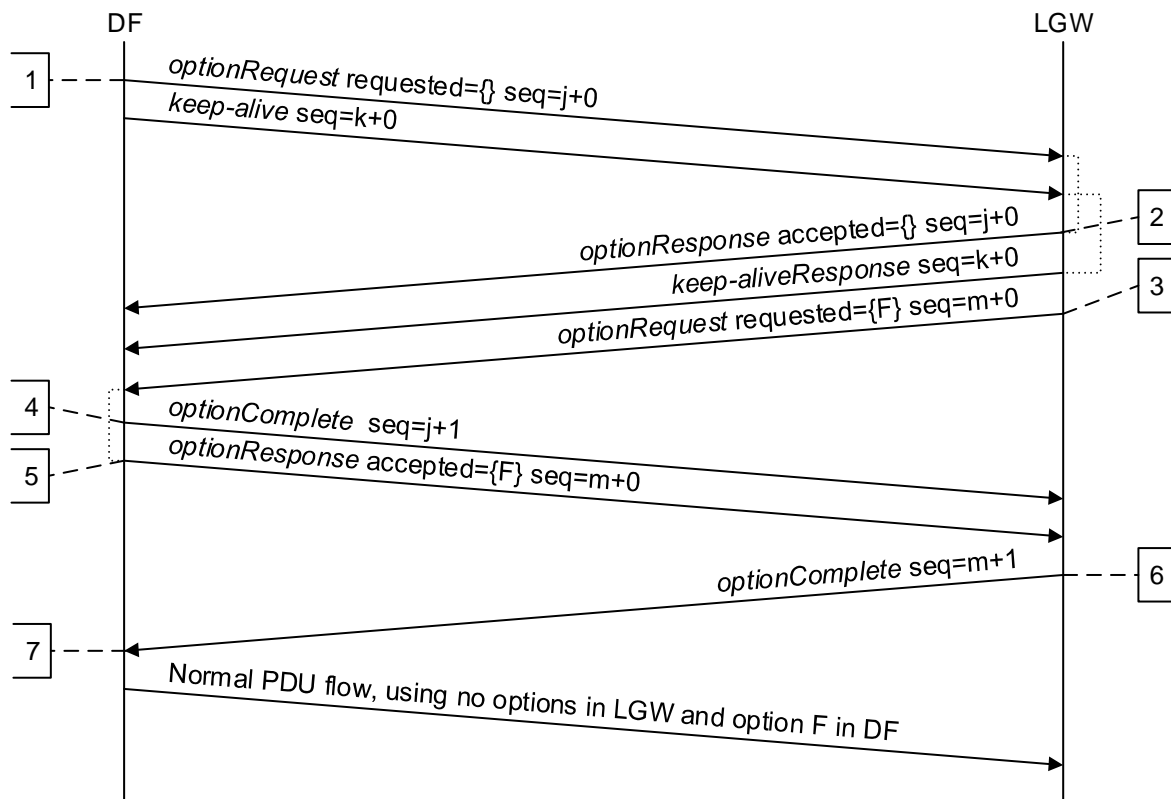 DF
LGW
1
optionRequest requested={} seq=j+0
keep-alive seq=k+0
2
optionResponse accepted={} seq=j+0
keep-aliveResponse seq=k+0
3
optionRequest requested={F} seq=m+0
4
optionComplete seq=j+1
5
optionResponse accepted={F} seq=m+0
optionComplete seq=m+1
6
7
Normal PDU flow, using no options in LGW and option F in DF